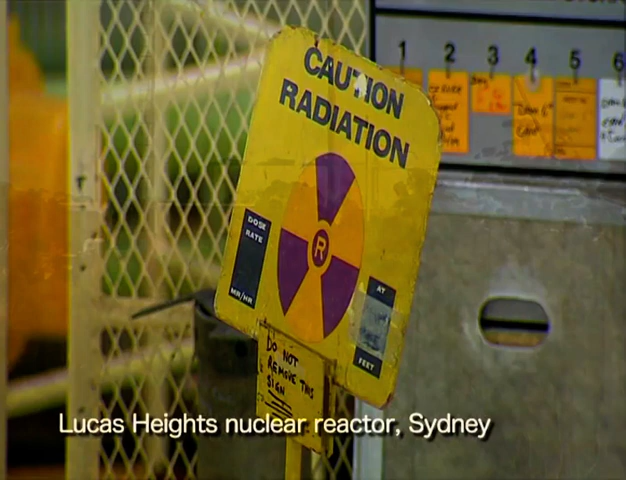 CAUTION
RADIATION
R
DOSE
RATE
MR/HR
AT
FEET
DO NOT
REMOVE THIS
SIGN
1 2 3 4 5 6
Lucas Heights nuclear reactor, Sydney